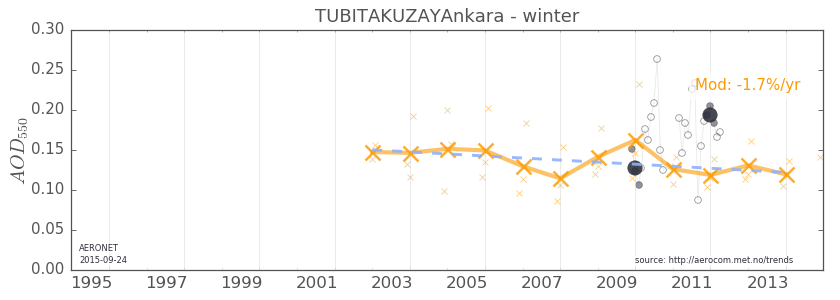 TUBITAKUZAYAnkara - winter
0.30
0.25
0.20
0.15
0.10
0.05
0.00
AOD550
Mod: -1.7%/yr
AERONET
2015-09-24
source: http://aerocom.met.no/trends
1995 1997 1999 2001 2003 2005 2007 2009 2011 2013